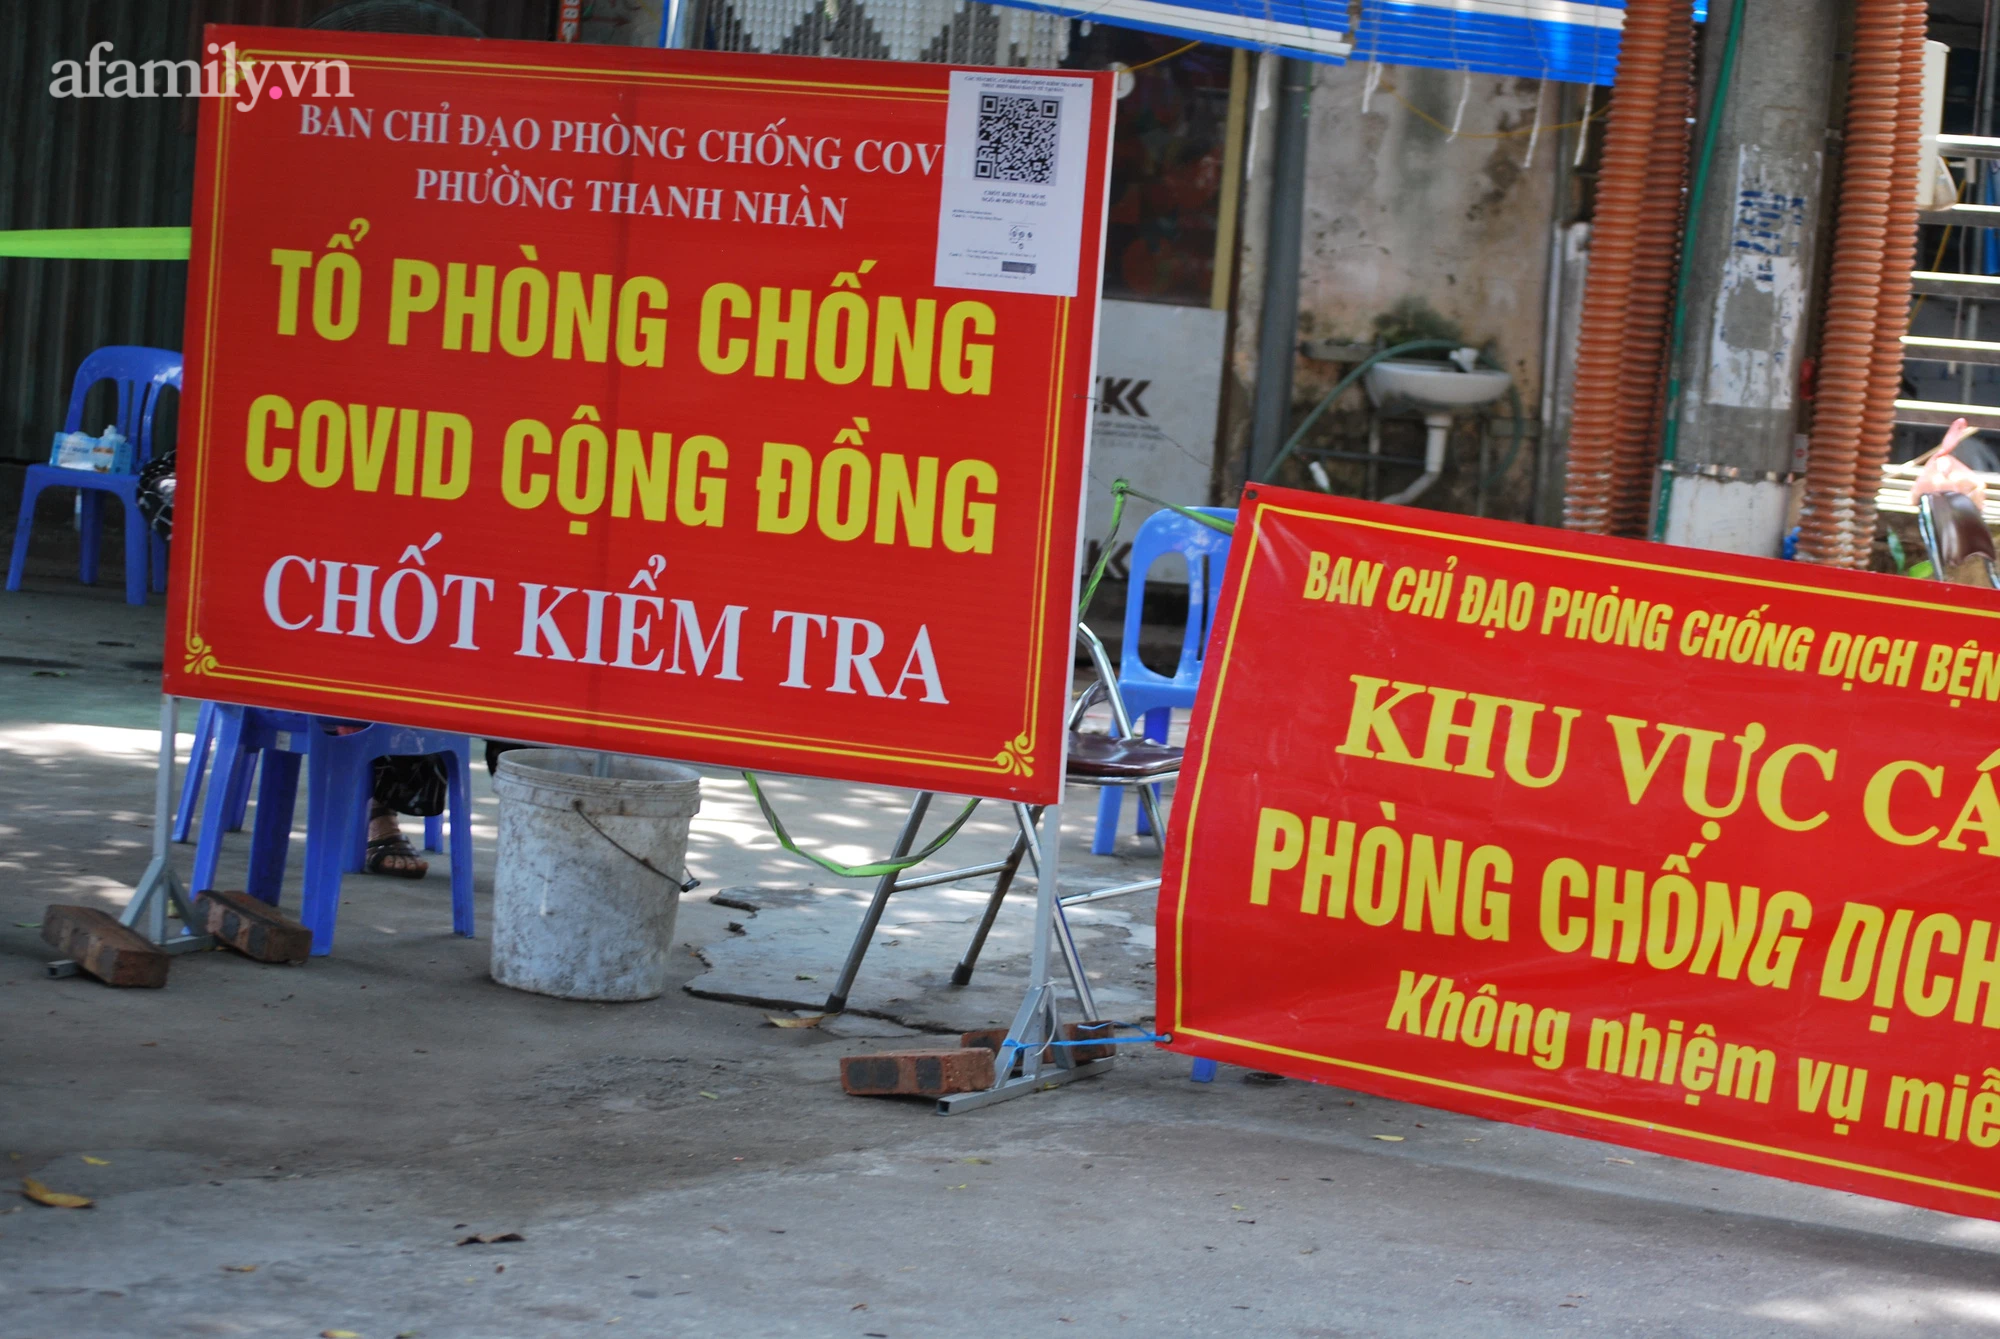 afamily.vn
BAN CHỈ ĐẠO PHÒNG CHỐNG COV
PHƯỜNG THANH NHÀN
TỔ PHÒNG CHỐNG
COVID CỘNG ĐỒNG
CHỐT KIỂM TRA
BAN CHỈ ĐẠO PHÒNG CHỐNG DỊCH BỆN
KHU VỰC CÁ
PHÒNG CHỐNG DỊCH
Không nhiệm vụ miễ